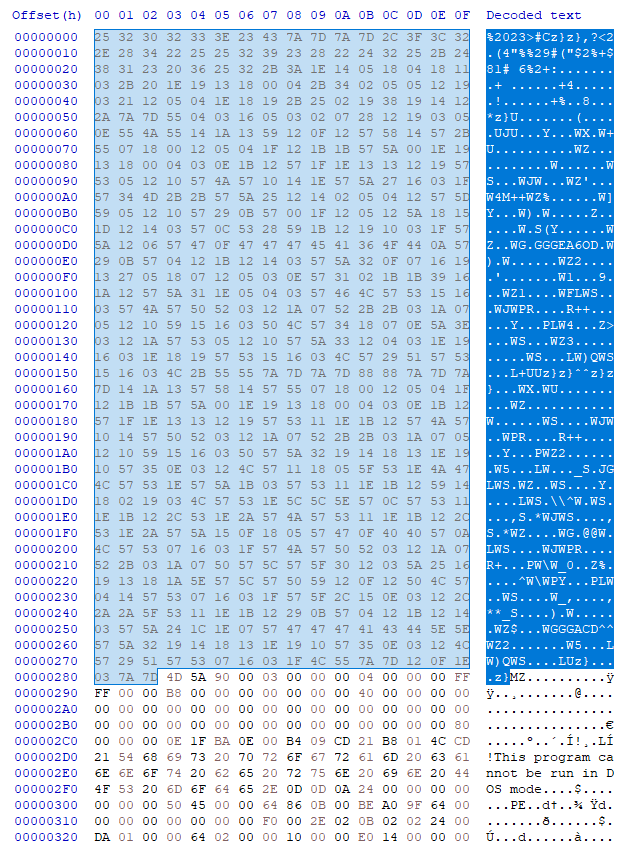 Offset(h) 00 01 02 03 04 05 06 07 08 09 0A 0B 0C 0D 0E 0F Decoded text
00000000 25 32 30 32 33 3E 23 43 7A 7D 7A 7D 2C 3F 3C 32 %2023>#Cz}z},?<2
00000010 2E 28 34 22 25 25 32 39 23 28 22 24 32 25 2B 24 .(4"%%29#("$2%+$
00000020 38 31 23 20 36 25 32 2B 3A 1E 14 05 18 04 18 11 81# 6%2+:.......
00000030 03 2B 20 1E 19 13 18 00 04 2B 34 02 05 05 12 19 .+ ......+4.....
00000040 03 21 12 05 04 1E 18 19 2B 25 02 19 38 19 14 12 .!......+%..8...
00000050 2A 7A 7D 55 04 03 16 05 03 02 07 28 12 19 03 05 *z}U.......(....
00000060 0E 55 4A 55 14 1A 13 59 12 0F 12 57 58 14 57 2B .UJU...Y...WX.W+
00000070 55 07 18 00 12 05 04 1F 12 1B 1B 57 5A 00 1E 19 U..........WZ...
00000080 13 18 00 04 03 0E 1B 12 57 1F 1E 13 13 12 19 57 ........W......W
00000090 53 05 12 10 57 4A 57 10 14 1E 57 5A 27 16 03 1F S...WJW...WZ'...
000000A0 57 34 4D 2B 2B 57 5A 25 12 14 02 05 04 12 57 5D W4M++WZ%......W]
000000B0 59 05 12 10 57 29 0B 57 00 1F 12 05 12 5A 18 15 Y...W).W.....Z..
000000C0 1D 12 14 03 57 0C 53 28 59 1B 12 19 10 03 1F 57 ....W.S(Y......W
000000D0 5A 12 06 57 47 0F 47 47 47 45 41 36 4F 44 0A 57 Z..WG.GGGEA6OD.W
000000E0 29 0B 57 04 12 1B 12 14 03 57 5A 32 0F 07 16 19 ).W......WZ2....
000000F0 13 27 05 18 07 12 05 03 0E 57 31 02 1B 1B 39 16 .'.......W1...9.
00000100 1A 12 57 5A 31 1E 05 04 03 57 46 4C 57 53 15 16 ..WZ1....WFLWS..
00000110 03 57 4A 57 50 52 03 12 1A 07 52 2B 2B 03 1A 07 .WJWPR....R++...
00000120 05 12 10 59 15 16 03 50 4C 57 34 18 07 0E 5A 3E ...Y...PLW4...Z>
00000130 03 12 1A 57 53 05 12 10 57 5A 33 12 04 03 1E 19 ...WS...WZ3.....
00000140 16 03 1E 18 19 57 53 15 16 03 4C 57 29 51 57 53 .....WS...LW)QWS
00000150 15 16 03 4C 2B 55 55 7A 7D 7A 7D 88 88 7A 7D 7A ...L+UUz}z}ˆˆz}z
00000160 7D 14 1A 13 57 58 14 57 55 07 18 00 12 05 04 1F }...WX.WU.......
00000170 12 1B 1B 57 5A 00 1E 19 13 18 00 04 03 0E 1B 12 ...WZ...........
00000180 57 1F 1E 13 13 12 19 57 53 11 1E 1B 12 57 4A 57 W......WS....WJW
00000190 10 14 57 50 52 03 12 1A 07 52 2B 2B 03 1A 07 05 ..WPR....R++....
000001A0 12 10 59 15 16 03 50 57 5A 32 19 14 18 13 1E 19 ..Y...PWZ2......
000001B0 10 57 35 0E 03 12 4C 57 11 18 05 5F 53 1E 4A 47 .W5...LW..._S.JG
000001C0 4C 57 53 1E 57 5A 1B 03 57 53 11 1E 1B 12 59 14 LWS.WZ..WS....Y.
000001D0 18 02 19 03 4C 57 53 1E 5C 5C 5E 57 0C 57 53 11 ....LWS.\\^W.WS.
000001E0 1E 1B 12 2C 53 1E 2A 57 4A 57 53 11 1E 1B 12 2C ...,S.*WJWS....,
000001F0 53 1E 2A 57 5A 15 0F 18 05 57 47 0F 40 40 57 0A S.*WZ....WG.@@W.
00000200 4C 57 53 07 16 03 1F 57 4A 57 50 52 03 12 1A 07 LWS....WJWPR....
00000210 52 2B 03 1A 07 50 57 5C 57 5F 30 12 03 5A 25 16 R+...PW\W_0..Z%.
00000220 19 13 18 1A 5E 57 5C 57 50 59 12 0F 12 50 4C 57 ....^W\WPY...PLW
00000230 04 14 57 53 07 16 03 1F 57 5F 2C 15 0E 03 12 2C ..WS....W_,....,
00000240 2A 2A 5F 53 11 1E 1B 12 29 0B 57 04 12 1B 12 14 **_S....).W.....
00000250 03 57 5A 24 1C 1E 07 57 47 47 47 41 43 44 5E 5E .WZ$...WGGGACD^^
00000260 57 5A 32 19 14 18 13 1E 19 10 57 35 0E 03 12 4C WZ2.......W5...L
00000270 57 29 51 57 53 07 16 03 1F 4C 55 7A 7D 12 0F 1E W)QWS....LUz}...
00000280 03 7A 7D 4D 5A 90 00 03 00 00 00 04 00 00 00 FF .z}MZ..........ÿ
00000290 FF 00 00 B8 00 00 00 00 00 00 00 40 00 00 00 00 ÿ..¸.......@....
000002A0 00 00 00 00 00 00 00 00 00 00 00 00 00 00 00 00 ................
000002B0 00 00 00 00 00 00 00 00 00 00 00 00 00 00 00 80 ...............€
000002C0 00 00 00 0E 1F BA 0E 00 B4 09 CD 21 B8 01 4C CD .....º..´.Í!¸.LÍ
000002D0 21 54 68 69 73 20 70 72 6F 67 72 61 6D 20 63 61 !This program ca
000002E0 6E 6E 6F 74 20 62 65 20 72 75 6E 20 69 6E 20 44 nnot be run in D
000002F0 4F 53 20 6D 6F 64 65 2E 0D 0D 0A 24 00 00 00 00 OS mode....$....
00000300 00 00 00 50 45 00 00 64 86 0B 00 BE A0 9F 64 00 ...PE..d†..¾ Ÿd.
00000310 00 00 00 00 00 00 00 F0 00 2E 02 0B 02 02 24 00 .......ð......$.
00000320 DA 01 00 00 64 02 00 00 10 00 00 E0 14 00 00 00 Ú...d......à....